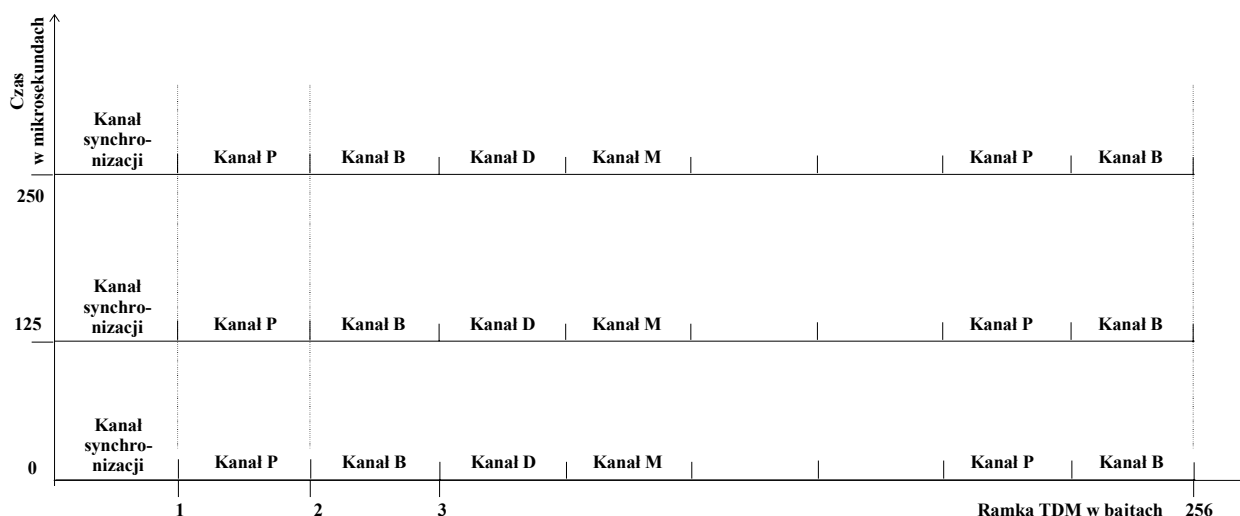 Czas
w mikrosekundach
Kanał
synchro-
nizacji
Kanał P
Kanał B
Kanał D
Kanał M
Kanał P
Kanał B
250
Kanał
synchro-
nizacji
Kanał P
Kanał B
Kanał D
Kanał M
Kanał P
Kanał B
125
Kanał
synchro-
nizacji
Kanał P
Kanał B
Kanał D
Kanał M
Kanał P
Kanał B
0
1
2
3
Ramka TDM w bajtach
256